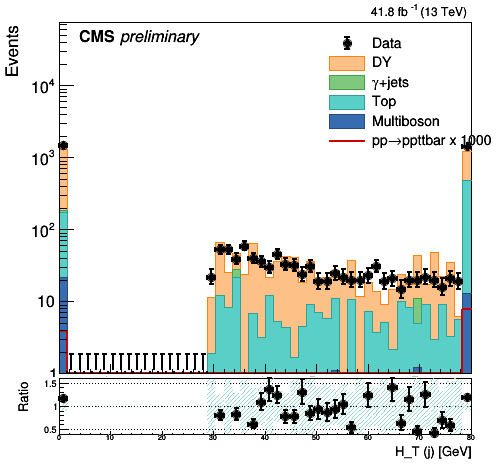 41.8 fb⁻¹ (13 TeV)
CMS preliminary
Events
Data
DY
γ+jets
Top
Multiboson
pp→ppttbar x 1000
10⁴
10³
10²
10
1
Ratio
1.5
1
0.5
0 10 20 30 40 50 60 70 80
H_T (j) [GeV]